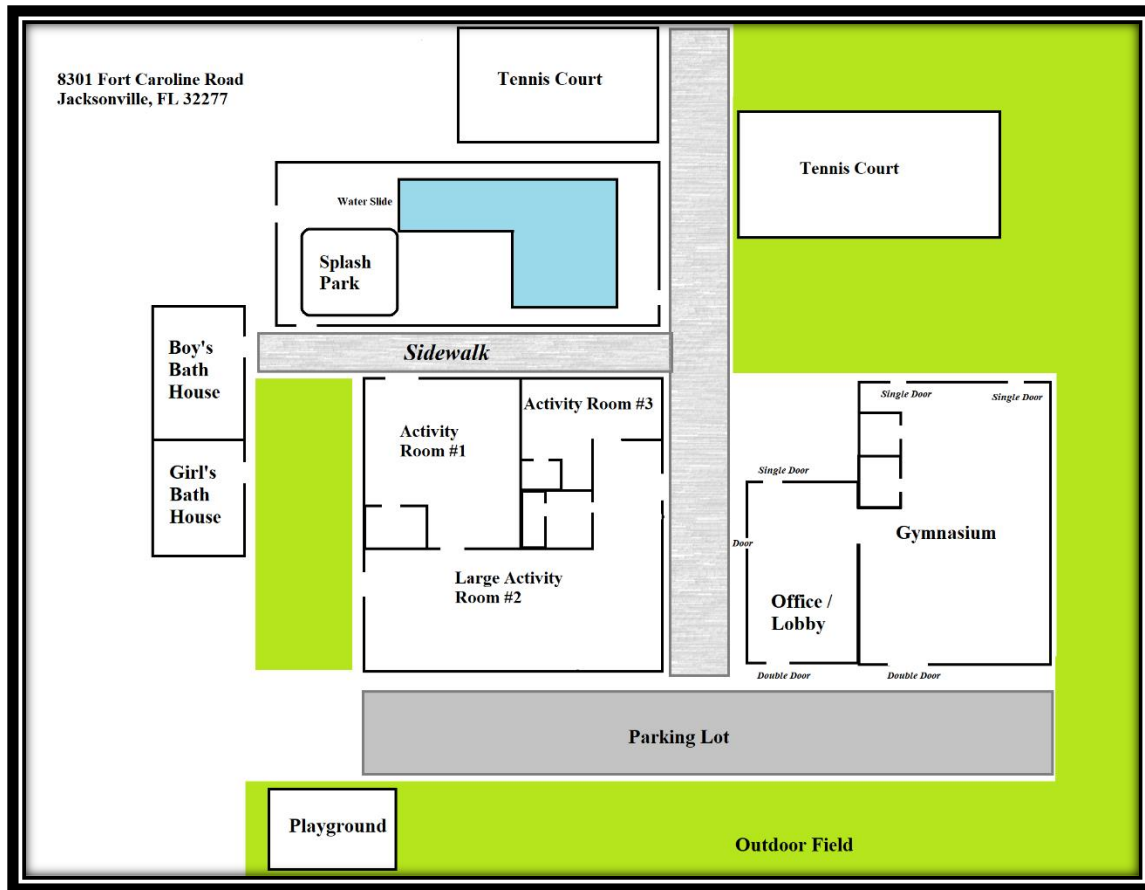 8301 Fort Caroline Road
Jacksonville, FL 32277
Tennis Court
Tennis Court
Water Slide
Splash
Park
Sidewalk
Boy's
Bath
House
Girl's
Bath
House
Activity
Room #1
Activity Room #3
Large Activity
Room #2
Single Door
Single Door
Single Door
Door
Gymnasium
Office /
Lobby
Double Door
Double Door
Parking Lot
Playground
Outdoor Field